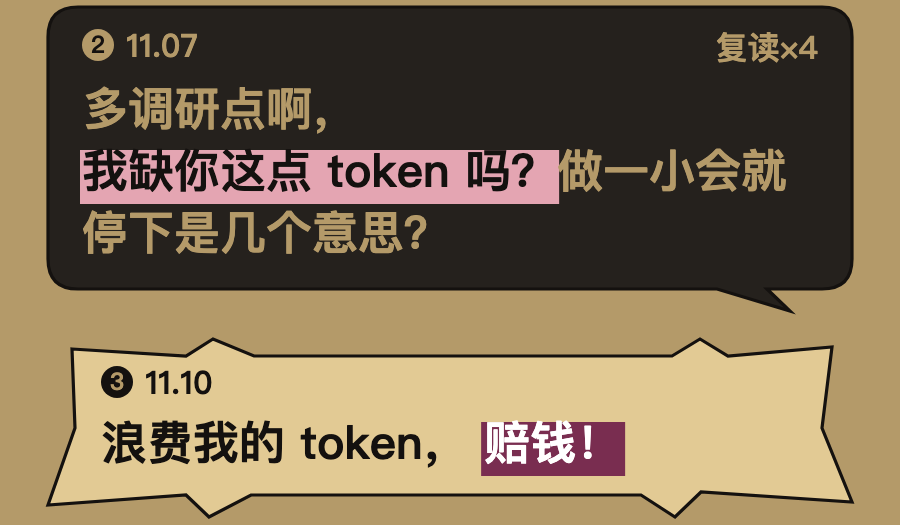 2 11.07 复读×4
多调研点啊，
我缺你这点 token 吗？做一小会就
停下是几个意思？
3 11.10
浪费我的 token，赔钱！